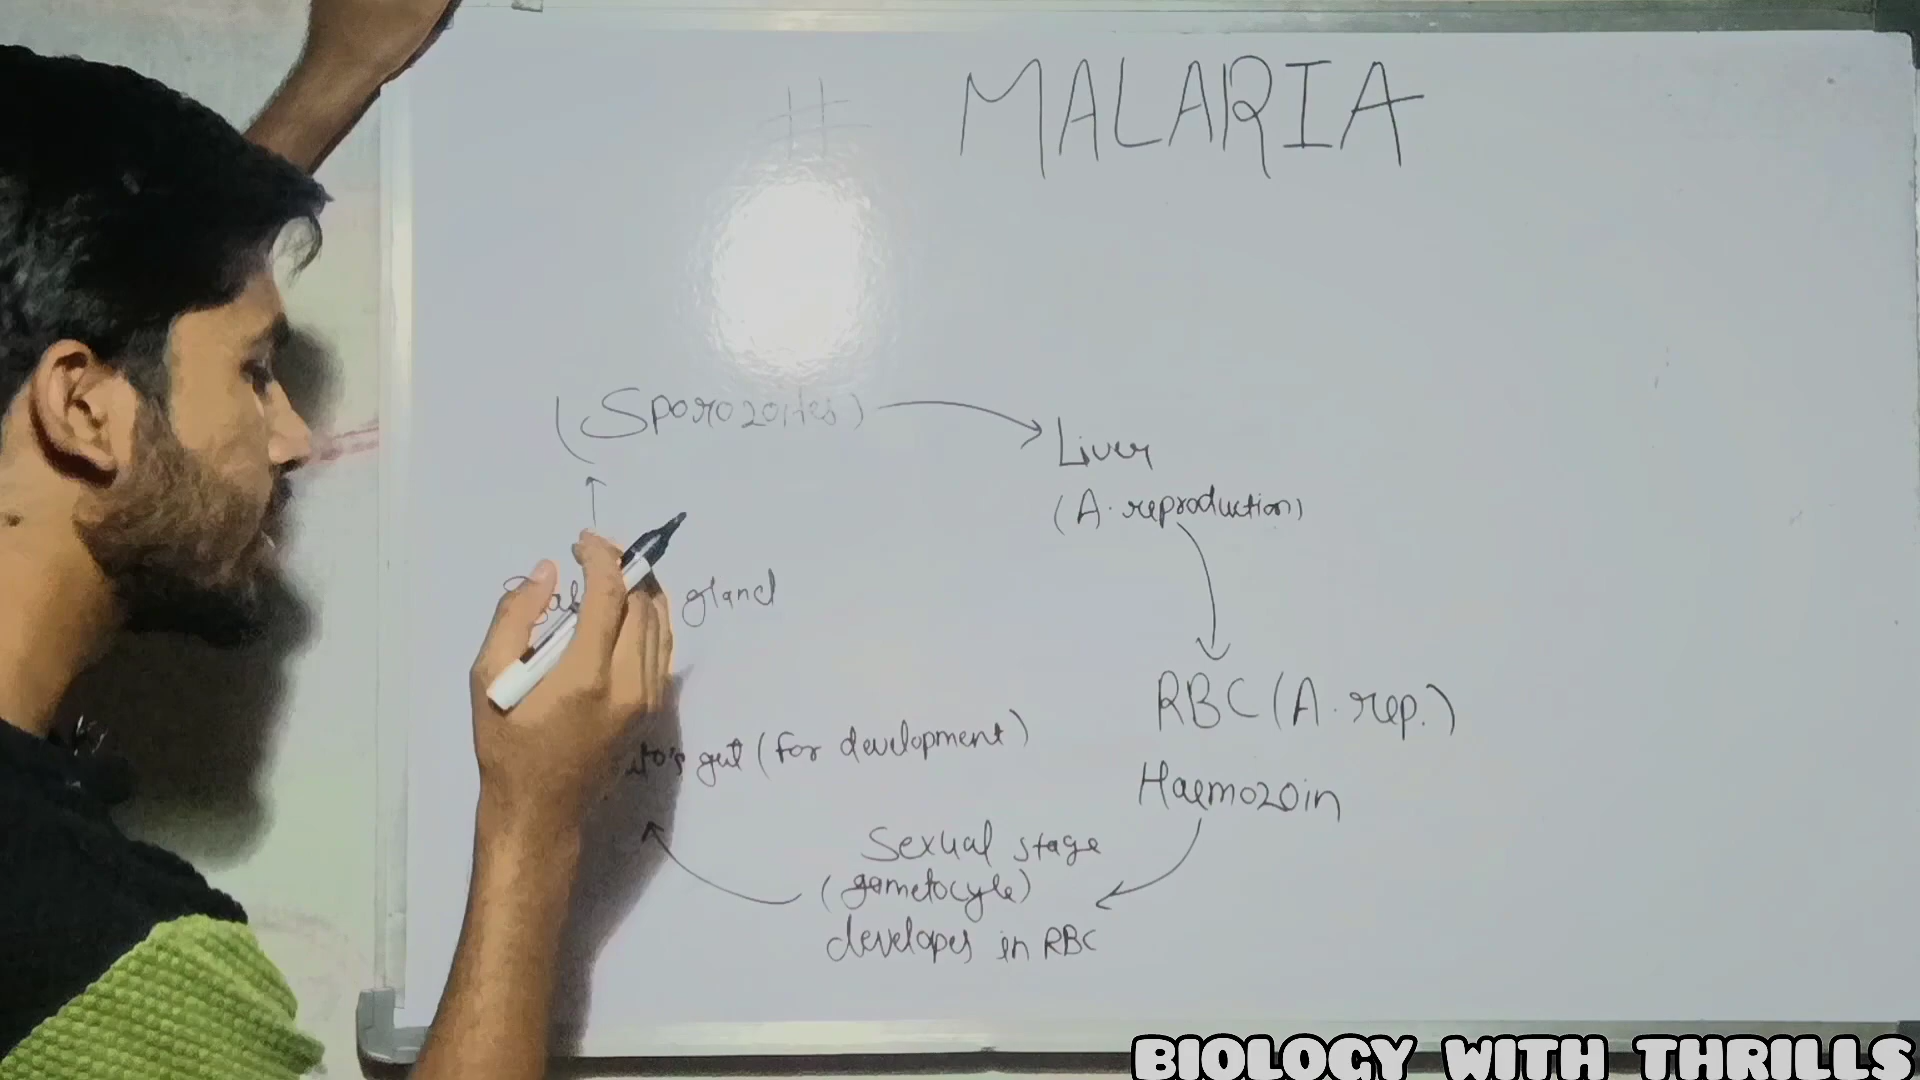 # MALARIA
(Sporozoites)
Liver
(A. reproduction)
gland
RBC (A. rep.)
gut (For development)
Haemozoin
Sexual stage
(gametocyle)
developes in RBC
BIOLOGY WITH THRILLS